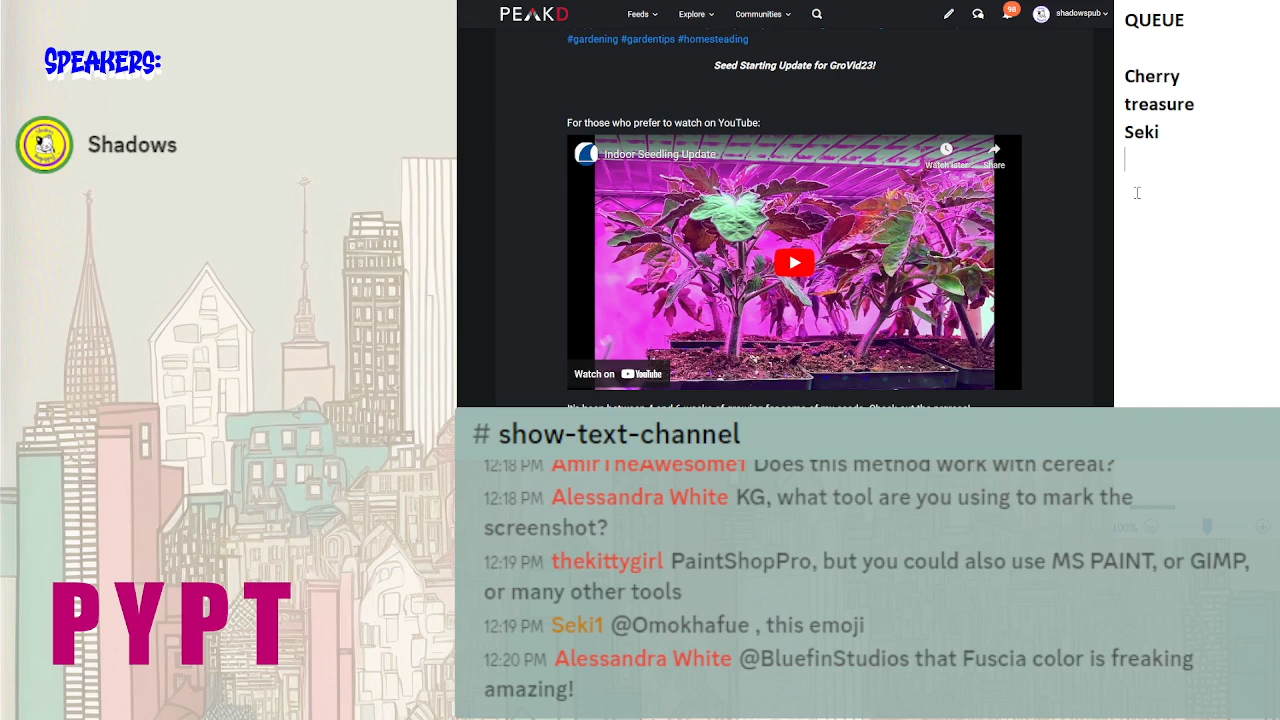 SPEAKERS:
Shadows
PYPT
PEAKD
Feeds
Explore
Communities
98
shadowspub
#gardening #gardentips #homesteading
Seed Starting Update for GroVid23!
For those who prefer to watch on YouTube:
Indoor Seedling Update
Watch later
Share
Watch on YouTube
QUEUE
Cherry
treasure
Seki
# show-text-channel
12:18 PM AmirTheAwesome1 Does this method work with cereal?
12:18 PM Alessandra White KG, what tool are you using to mark the
screenshot?
12:19 PM thekittygirl PaintShopPro, but you could also use MS PAINT, or GIMP,
or many other tools
12:19 PM Seki1 @Omokhafue , this emoji
12:20 PM Alessandra White @BluefinStudios that Fuscia color is freaking
amazing!
100%